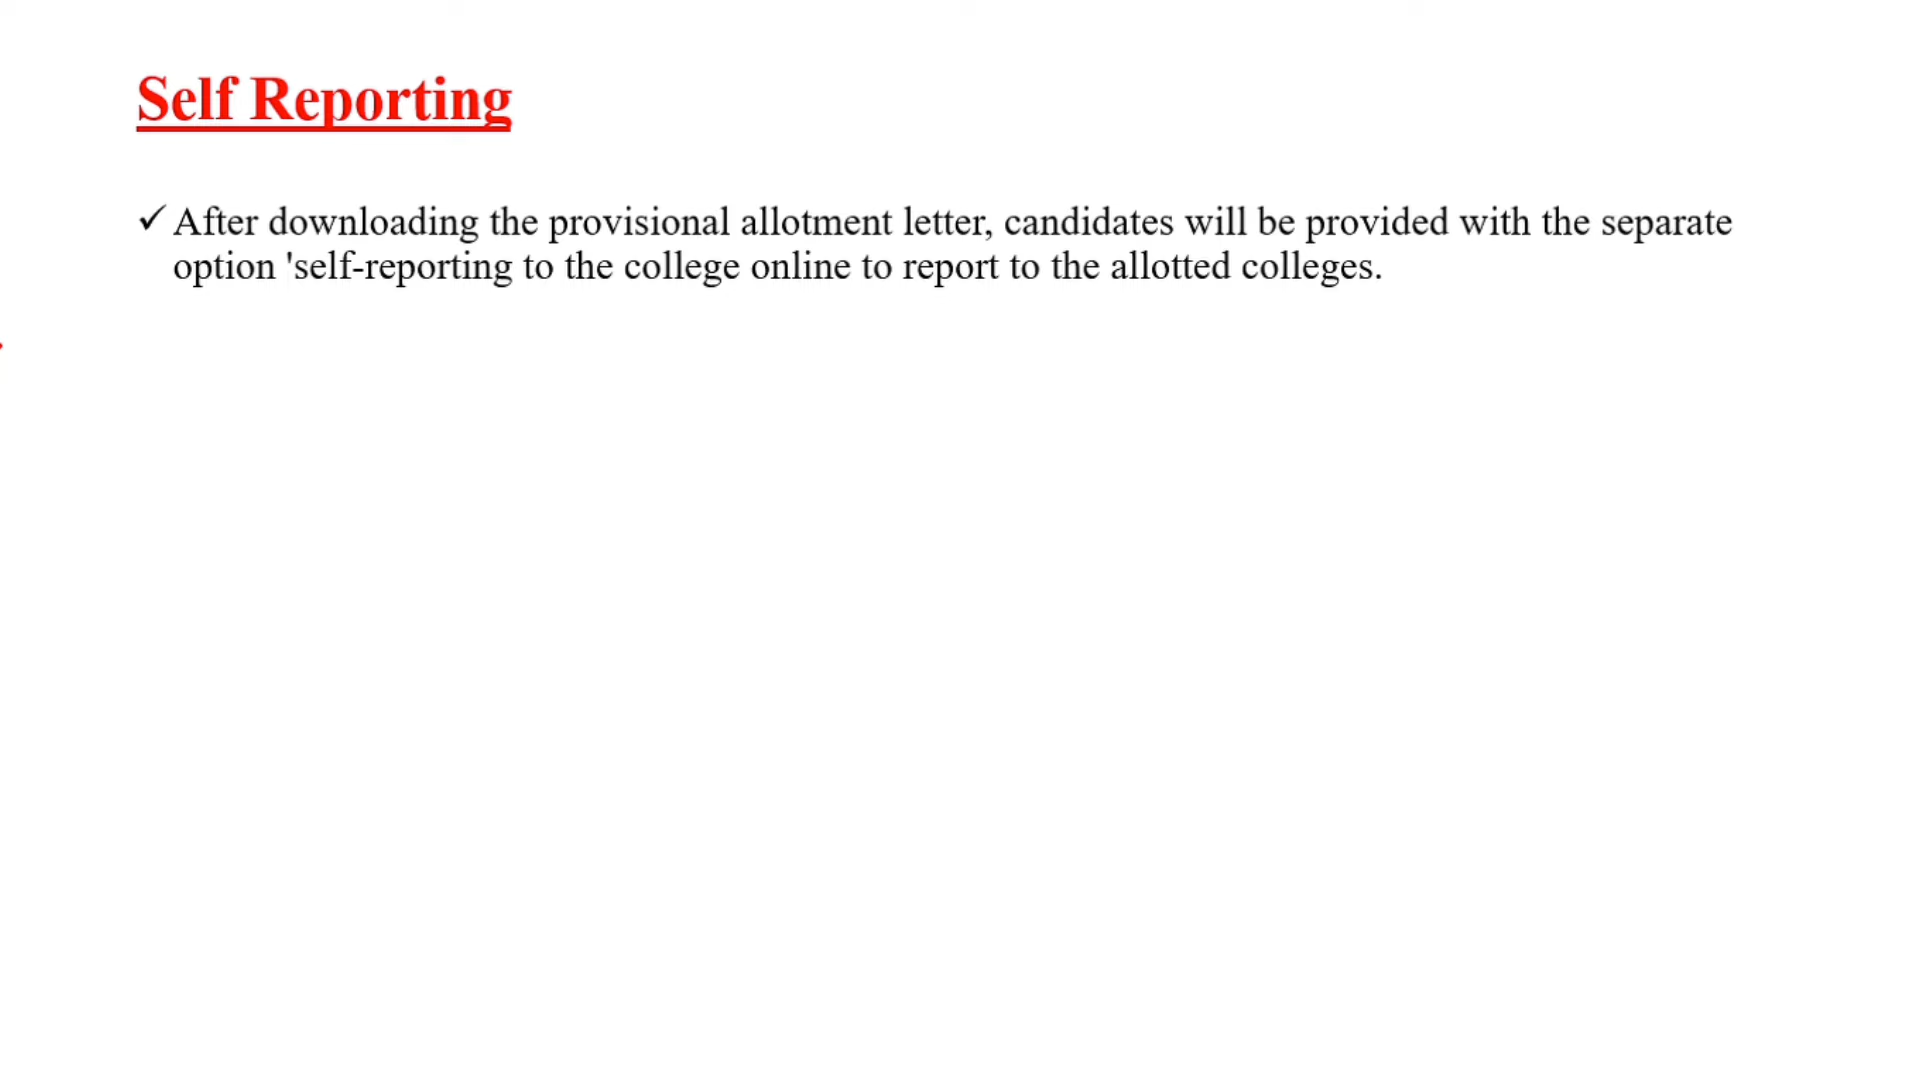 Self Reporting
✓ After downloading the provisional allotment letter, candidates will be provided with the separate
option 'self-reporting to the college online to report to the allotted colleges.